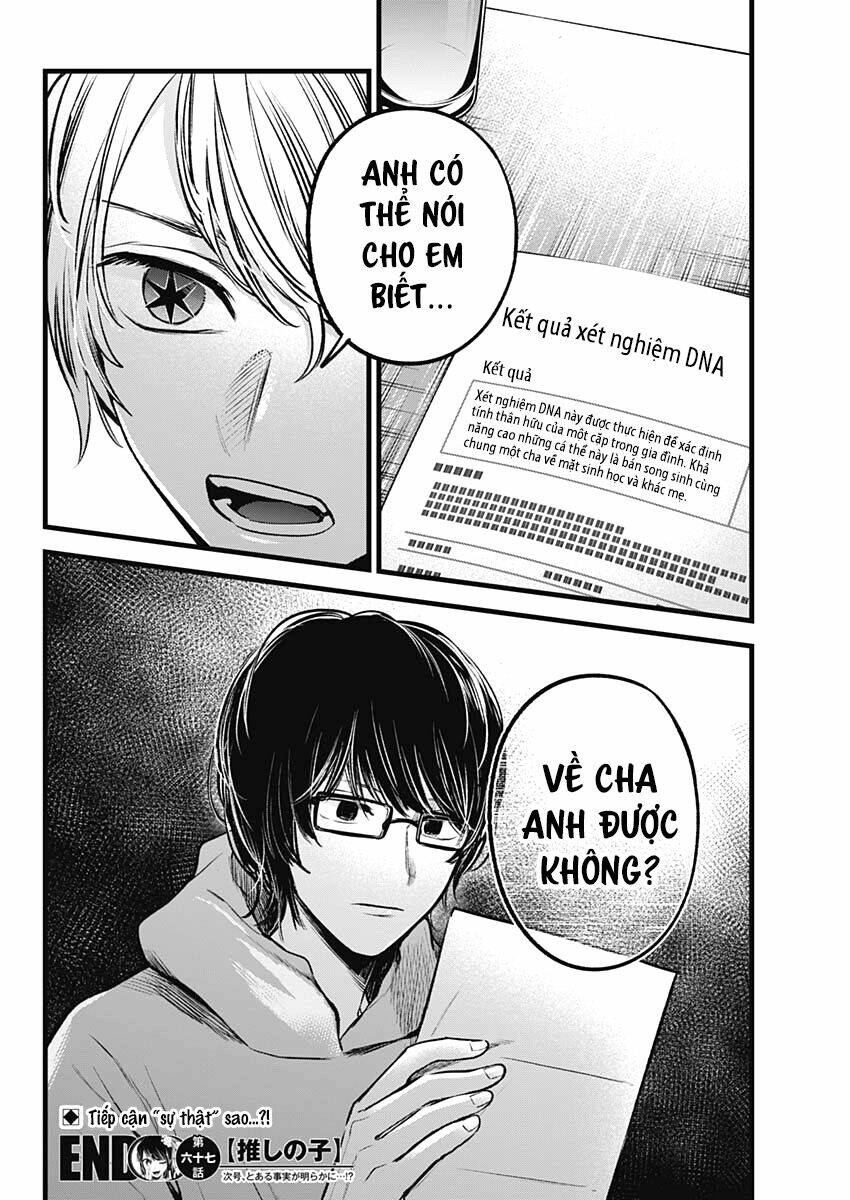 Kết quả xét nghiệm DNA
Kết quả
Xét nghiệm DNA này được thực hiện để xác định
tính thân hữu của một cặp trong gia đình. Khả
năng cao những cá thể này là bán song sinh cùng
chung một cha về mặt sinh học và khác mẹ.
ANH CÓ
THỂ NÓI
CHO EM
BIẾT...
VỀ CHA
ANH ĐƯỢC
KHÔNG?
Tiếp cận "sự thật" sao...?!
END
第
六十七
話
【推しの子】
次号、とある事実が明らかに…!?